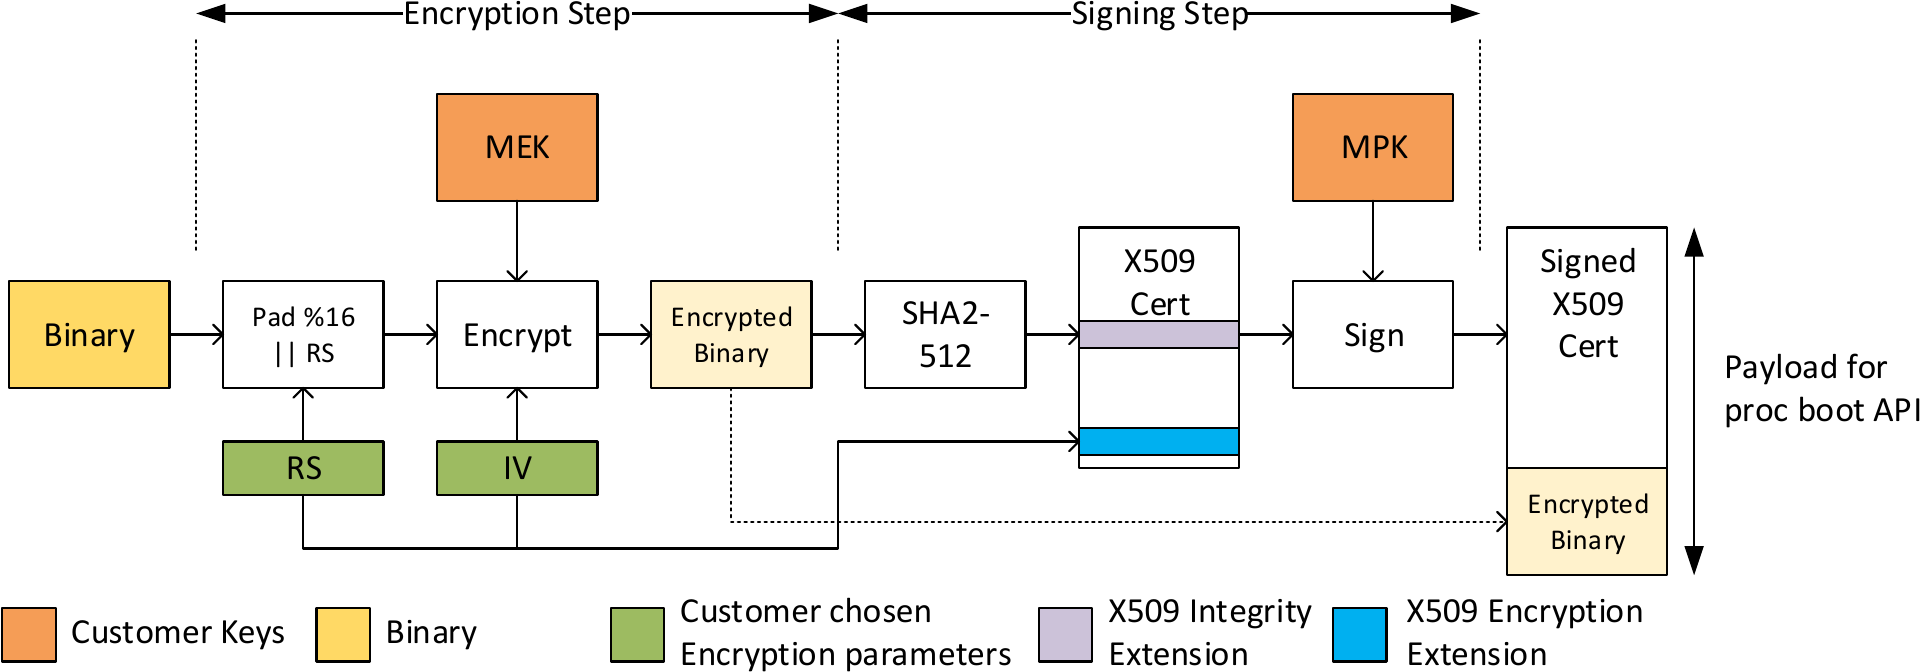 Encryption Step
Signing Step
MEK
MPK
Binary
Pad %16
|| RS
Encrypt
Encrypted
Binary
SHA2-
512
X509
Cert
Sign
Signed
X509
Cert
Payload for
proc boot API
RS
IV
Encrypted
Binary
Customer Keys
Binary
Customer chosen
Encryption parameters
X509 Integrity
Extension
X509 Encryption
Extension